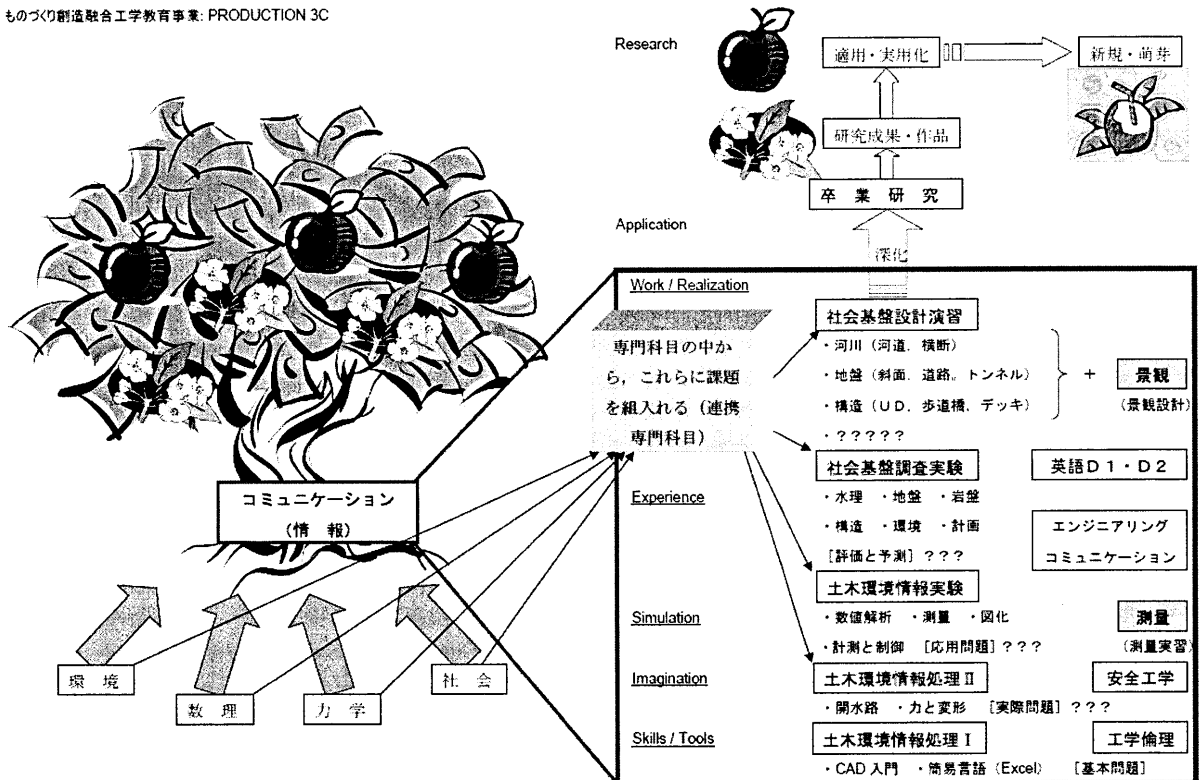 ものづくり創造融合工学教育事業: PRODUCTION 3C
Research
適用・実用化
新規・萌芽
研究成果・作品
卒業研究
Application
深化
Work / Realization
社会基盤設計演習
専門科目の中か
ら，これらに課題
を組入れる（連携
専門科目）
・河川（河道．横断）
・地盤（斜面．道路。トンネル）
・構造（ＵＤ．歩道橋．デッキ）
・？？？？？
+
景観
(景観設計)
社会基盤調査実験
英語Ｄ１・Ｄ２
Experience
・水理 ・地盤 ・岩盤
・構造 ・環境 ・計画
[評価と予測] ？？？
エンジニアリング
コミュニケーション
土木環境情報実験
Simulation
・数値解析 ・測量 ・図化
・計測と制御 [応用問題] ？？？
測量
(測量実習)
Imagination
土木環境情報処理Ⅱ
安全工学
・開水路 ・力と変形 [実際問題] ？？？
Skills / Tools
土木環境情報処理Ⅰ
工学倫理
・CAD 入門 ・簡易言語（Excel） [基本問題]
コミュニケーション
（情 報）
環 境
数 理
力 学
社 会